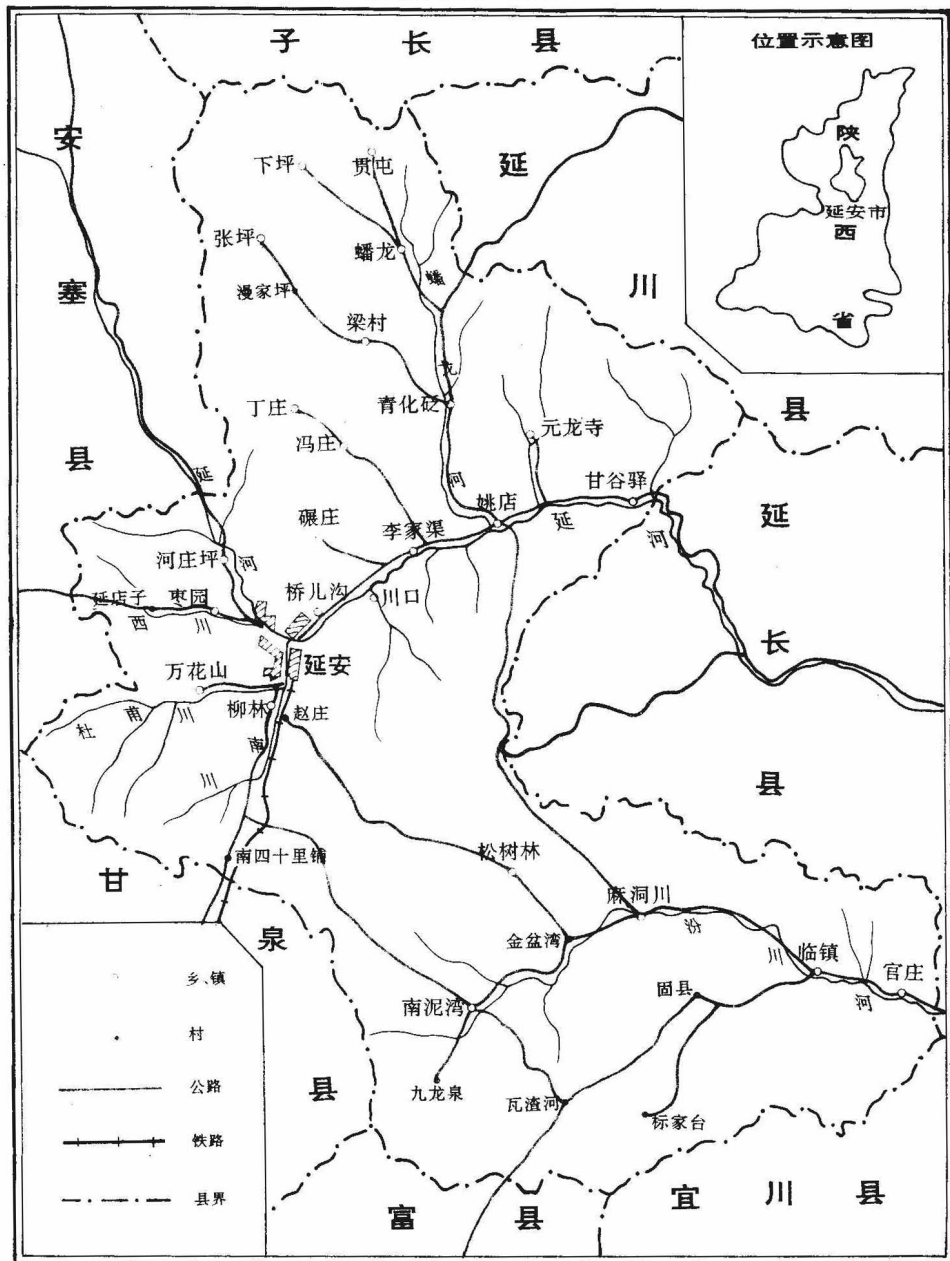 子长县
位置示意图
陕西省
延安市
安塞县
延川县
下坪
贯屯
张坪
蟠龙
蟠龙河
漫家坪
梁村
青化砭
丁庄
冯庄
元龙寺
甘谷驿
碾庄
李家渠
姚店
延河
延河
延长县
河庄坪
桥儿沟
川口
延店子
枣园
西川
延安
万花山
柳林
赵庄
杜甫川
南川
南四十里铺
松树林
麻洞川
甘泉县
金盆湾
汾川河
临镇
官庄
固县
南泥湾
九龙泉
瓦渣河
标家台
富县
宜川县
乡、镇
村
公路
铁路
县界